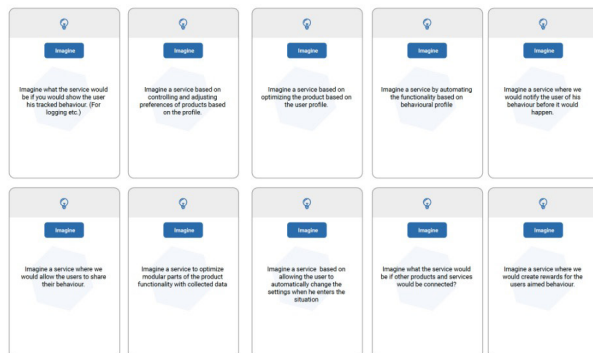 Imagine
Imagine what the service would
be if you would show the user
his tracked behaviour. (For
logging etc.)
Imagine
Imagine a service based on
controlling and adjusting
preferences of products based
on the profile.
Imagine
Imagine a service based on
optimizing the product based on
the user profile.
Imagine
Imagine a service by automating
the functionality based on
behavioural profile
Imagine
Imagine a service where we
would notify the user of his
behaviour before it would
happen.
Imagine
Imagine a service where we
would allow the users to share
their behaviour.
Imagine
Imagine a service to optimize
modular parts of the product
functionality with collected data
Imagine
Imagine a service based on
allowing the user to
automatically change the
settings when he enters the
situation
Imagine
Imagine what the service would
be if other products and services
would be connected?
Imagine
Imagine a service where we
would create rewards for the
users aimed behaviour.